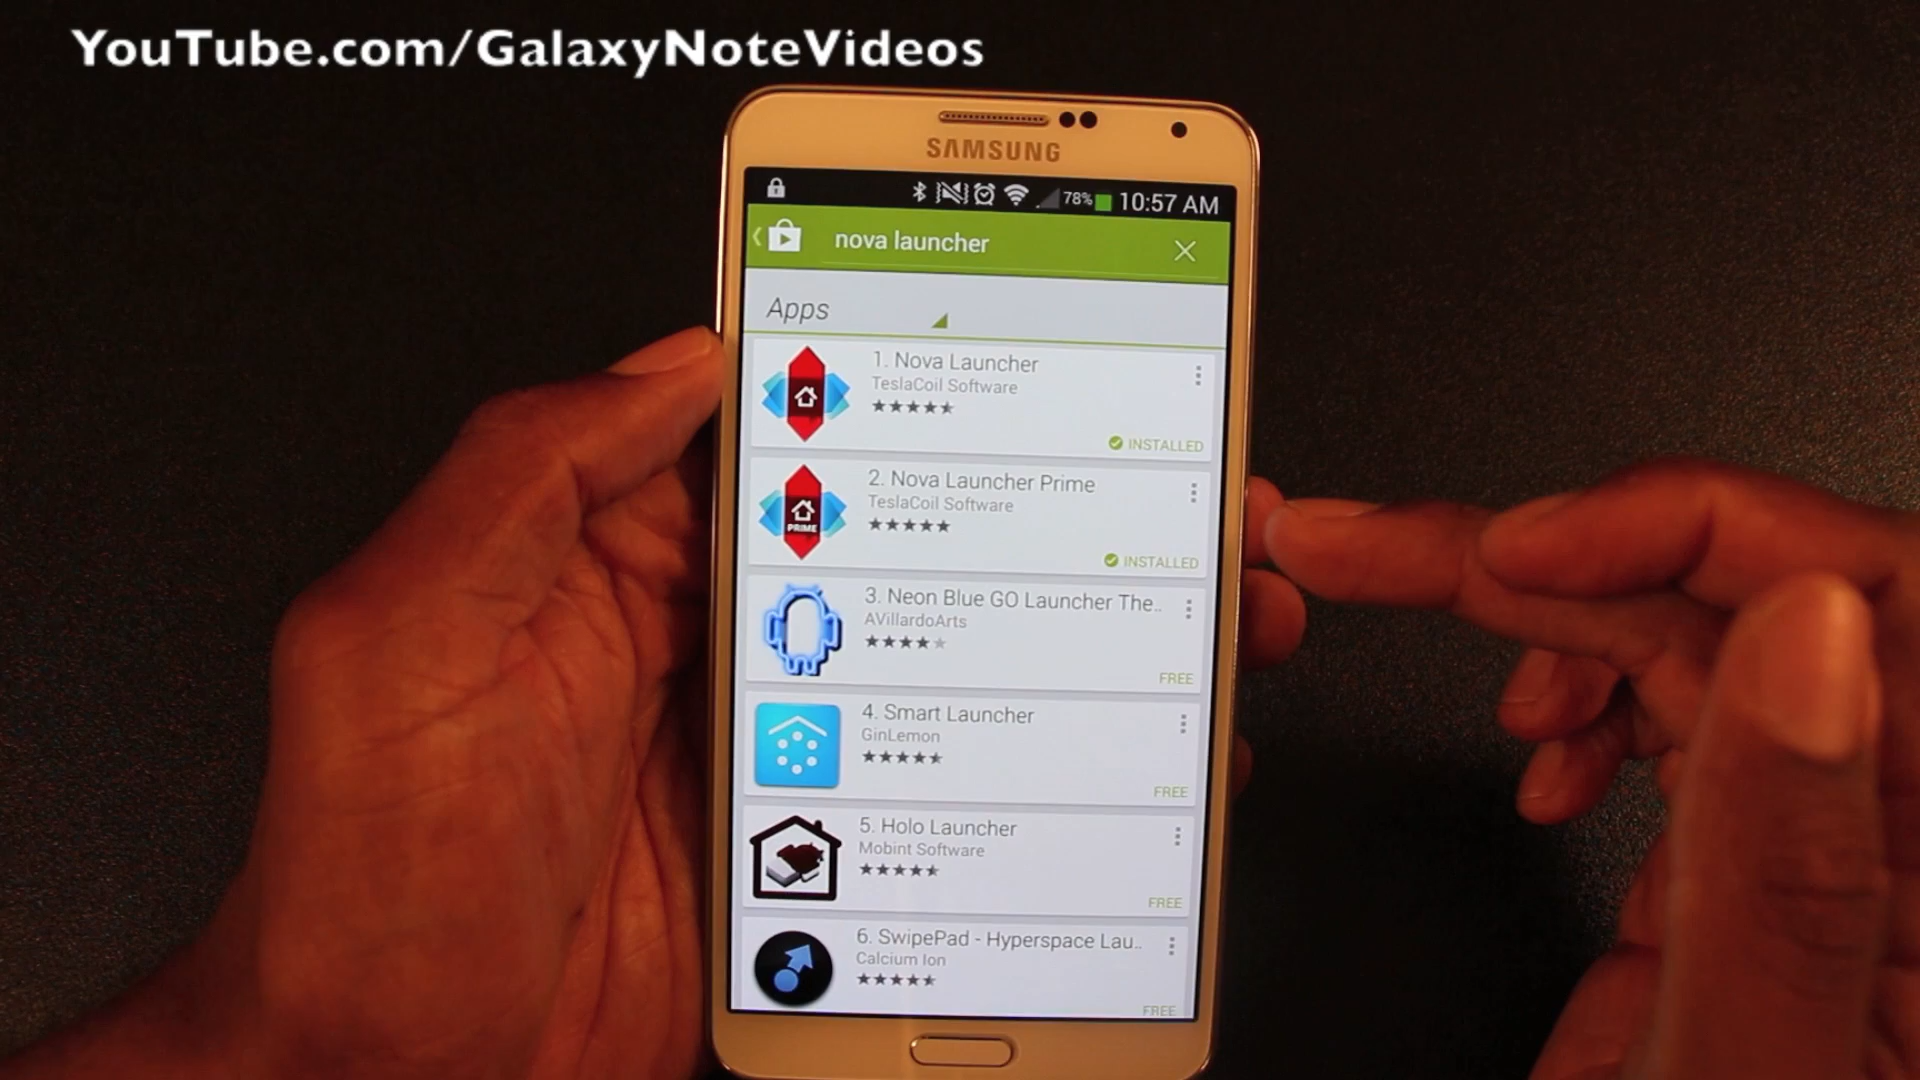 YouTube.com/GalaxyNoteVideos
SAMSUNG
78% 10:57 AM
nova launcher
Apps
1. Nova Launcher
TeslaCoil Software
INSTALLED
2. Nova Launcher Prime
TeslaCoil Software
PRIME
INSTALLED
3. Neon Blue GO Launcher The..
AVillardoArts
FREE
4. Smart Launcher
GinLemon
FREE
5. Holo Launcher
Mobint Software
FREE
6. SwipePad - Hyperspace Lau..
Calcium Ion
FREE